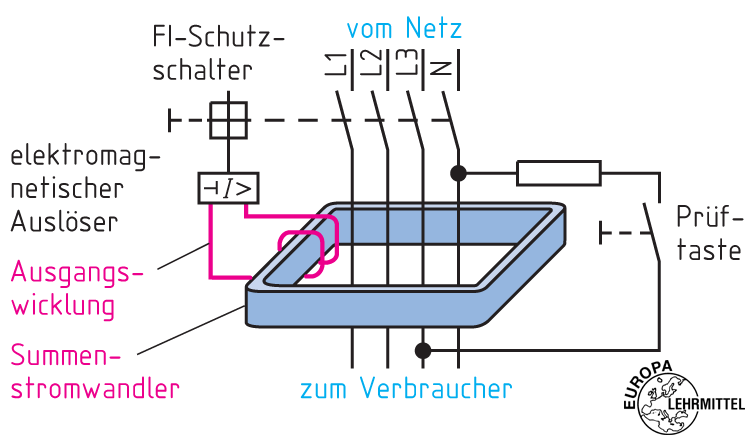 vom Netz
FI-Schutz-
schalter
L1
L2
L3
N
elektromag-
netischer
Auslöser
I
Ausgangs-
wicklung
Summen-
stromwandler
Prüf-
taste
zum Verbraucher
EUROPA
LEHRMITTEL